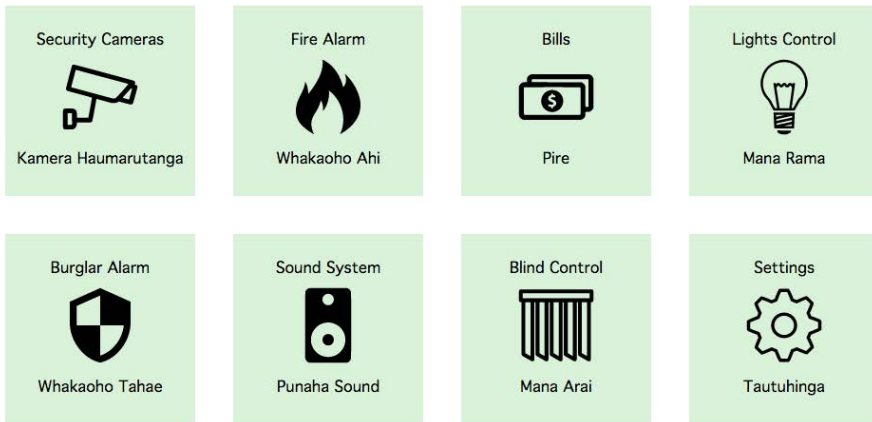 Security Cameras
Kamera Haumarutanga
Fire Alarm
Whakaoho Ahi
Bills
$
Pire
Lights Control
Mana Rama
Burglar Alarm
Whakaoho Tahae
Sound System
Punaha Sound
Blind Control
Mana Arai
Settings
Tautuhinga